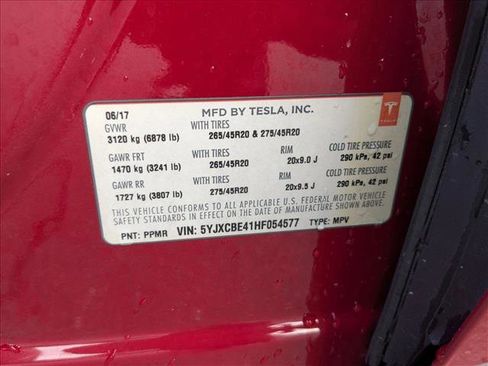 06/17 MFD BY TESLA, INC.
GVWR WITH TIRES
3120 kg (6878 lb) 265/45R20 & 275/45R20
GAWR FRT WITH TIRES RIM COLD TIRE PRESSURE
1470 kg (3241 lb) 265/45R20 20x9.0 J 290 kPa, 42 psi
GAWR RR WITH TIRES RIM COLD TIRE PRESSURE
1727 kg (3807 lb) 275/45R20 20x9.5 J 290 kPa, 42 psi
THIS VEHICLE CONFORMS TO ALL APPLICABLE U.S. FEDERAL MOTOR VEHICLE
SAFETY STANDARDS IN EFFECT ON THE DATE OF MANUFACTURE SHOWN ABOVE.
PNT: PPMR VIN: 5YJXCBE41HF054577 TYPE: MPV
TESLA